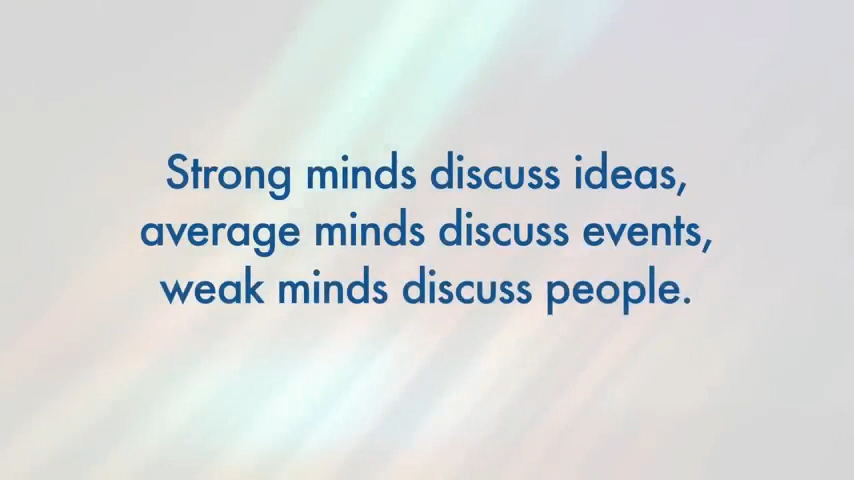 Strong minds discuss ideas,
average minds discuss events,
weak minds discuss people.